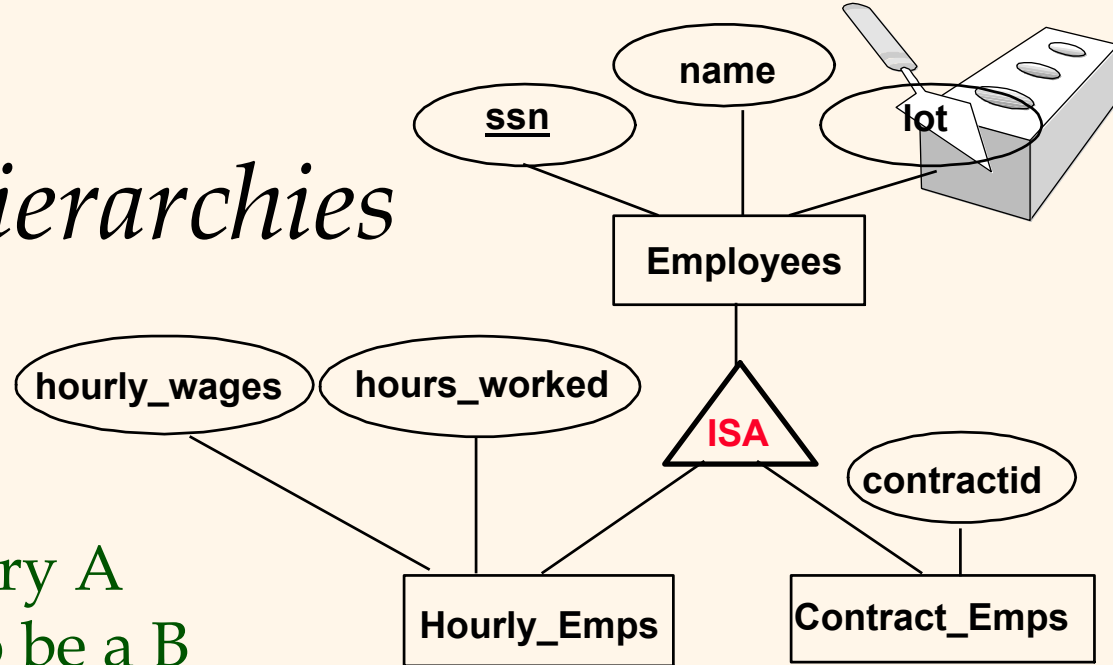 name
ssn
lot
ierarchies
Employees
hourly_wages
hours_worked
ISA
contractid
ry A
Hourly_Emps
Contract_Emps
be a B